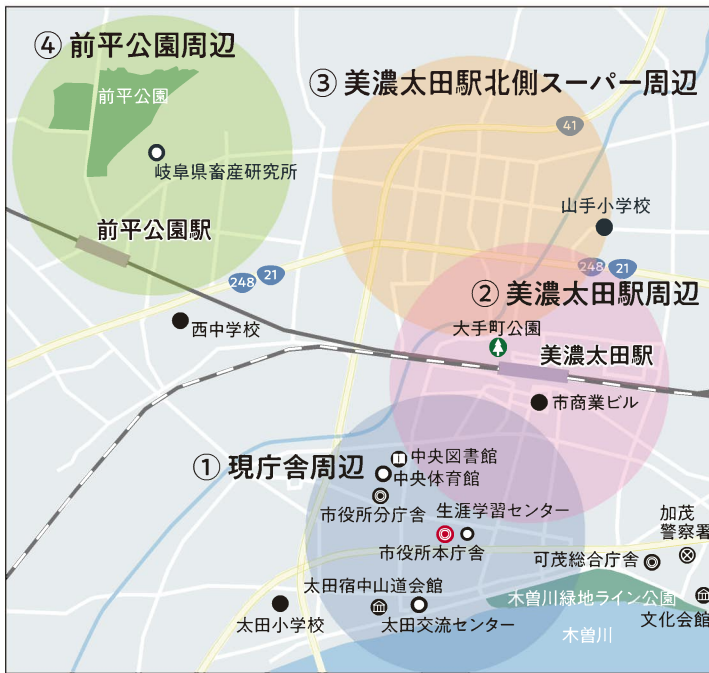 ④ 前平公園周辺
前平公園
岐阜県畜産研究所
前平公園駅
③ 美濃太田駅北側スーパー周辺
41
山手小学校
248 21
248 21
② 美濃太田駅周辺
大手町公園
美濃太田駅
西中学校
市商業ビル
① 現庁舎周辺
中央図書館
中央体育館
市役所分庁舎
生涯学習センター
市役所本庁舎
加茂
警察署
可茂総合庁舎
太田宿中山道会館
太田小学校
太田交流センター
木曽川緑地ライン公園
文化会館
木曽川